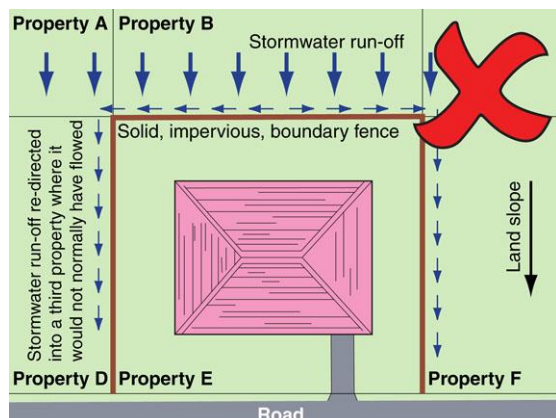 Property A
Property B
Stormwater run-off
Solid, impervious, boundary fence
Stormwater run-off re-directed
into a third property where it
would not normally have flowed
Land slope
Property D
Property E
Property F
Road